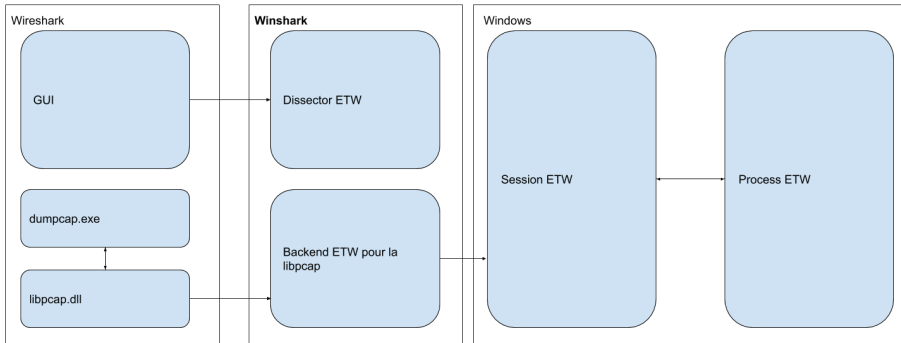 Wireshark
GUI
dumpcap.exe
libpcap.dll
Winshark
Dissector ETW
Backend ETW pour la
libpcap
Windows
Session ETW
Process ETW